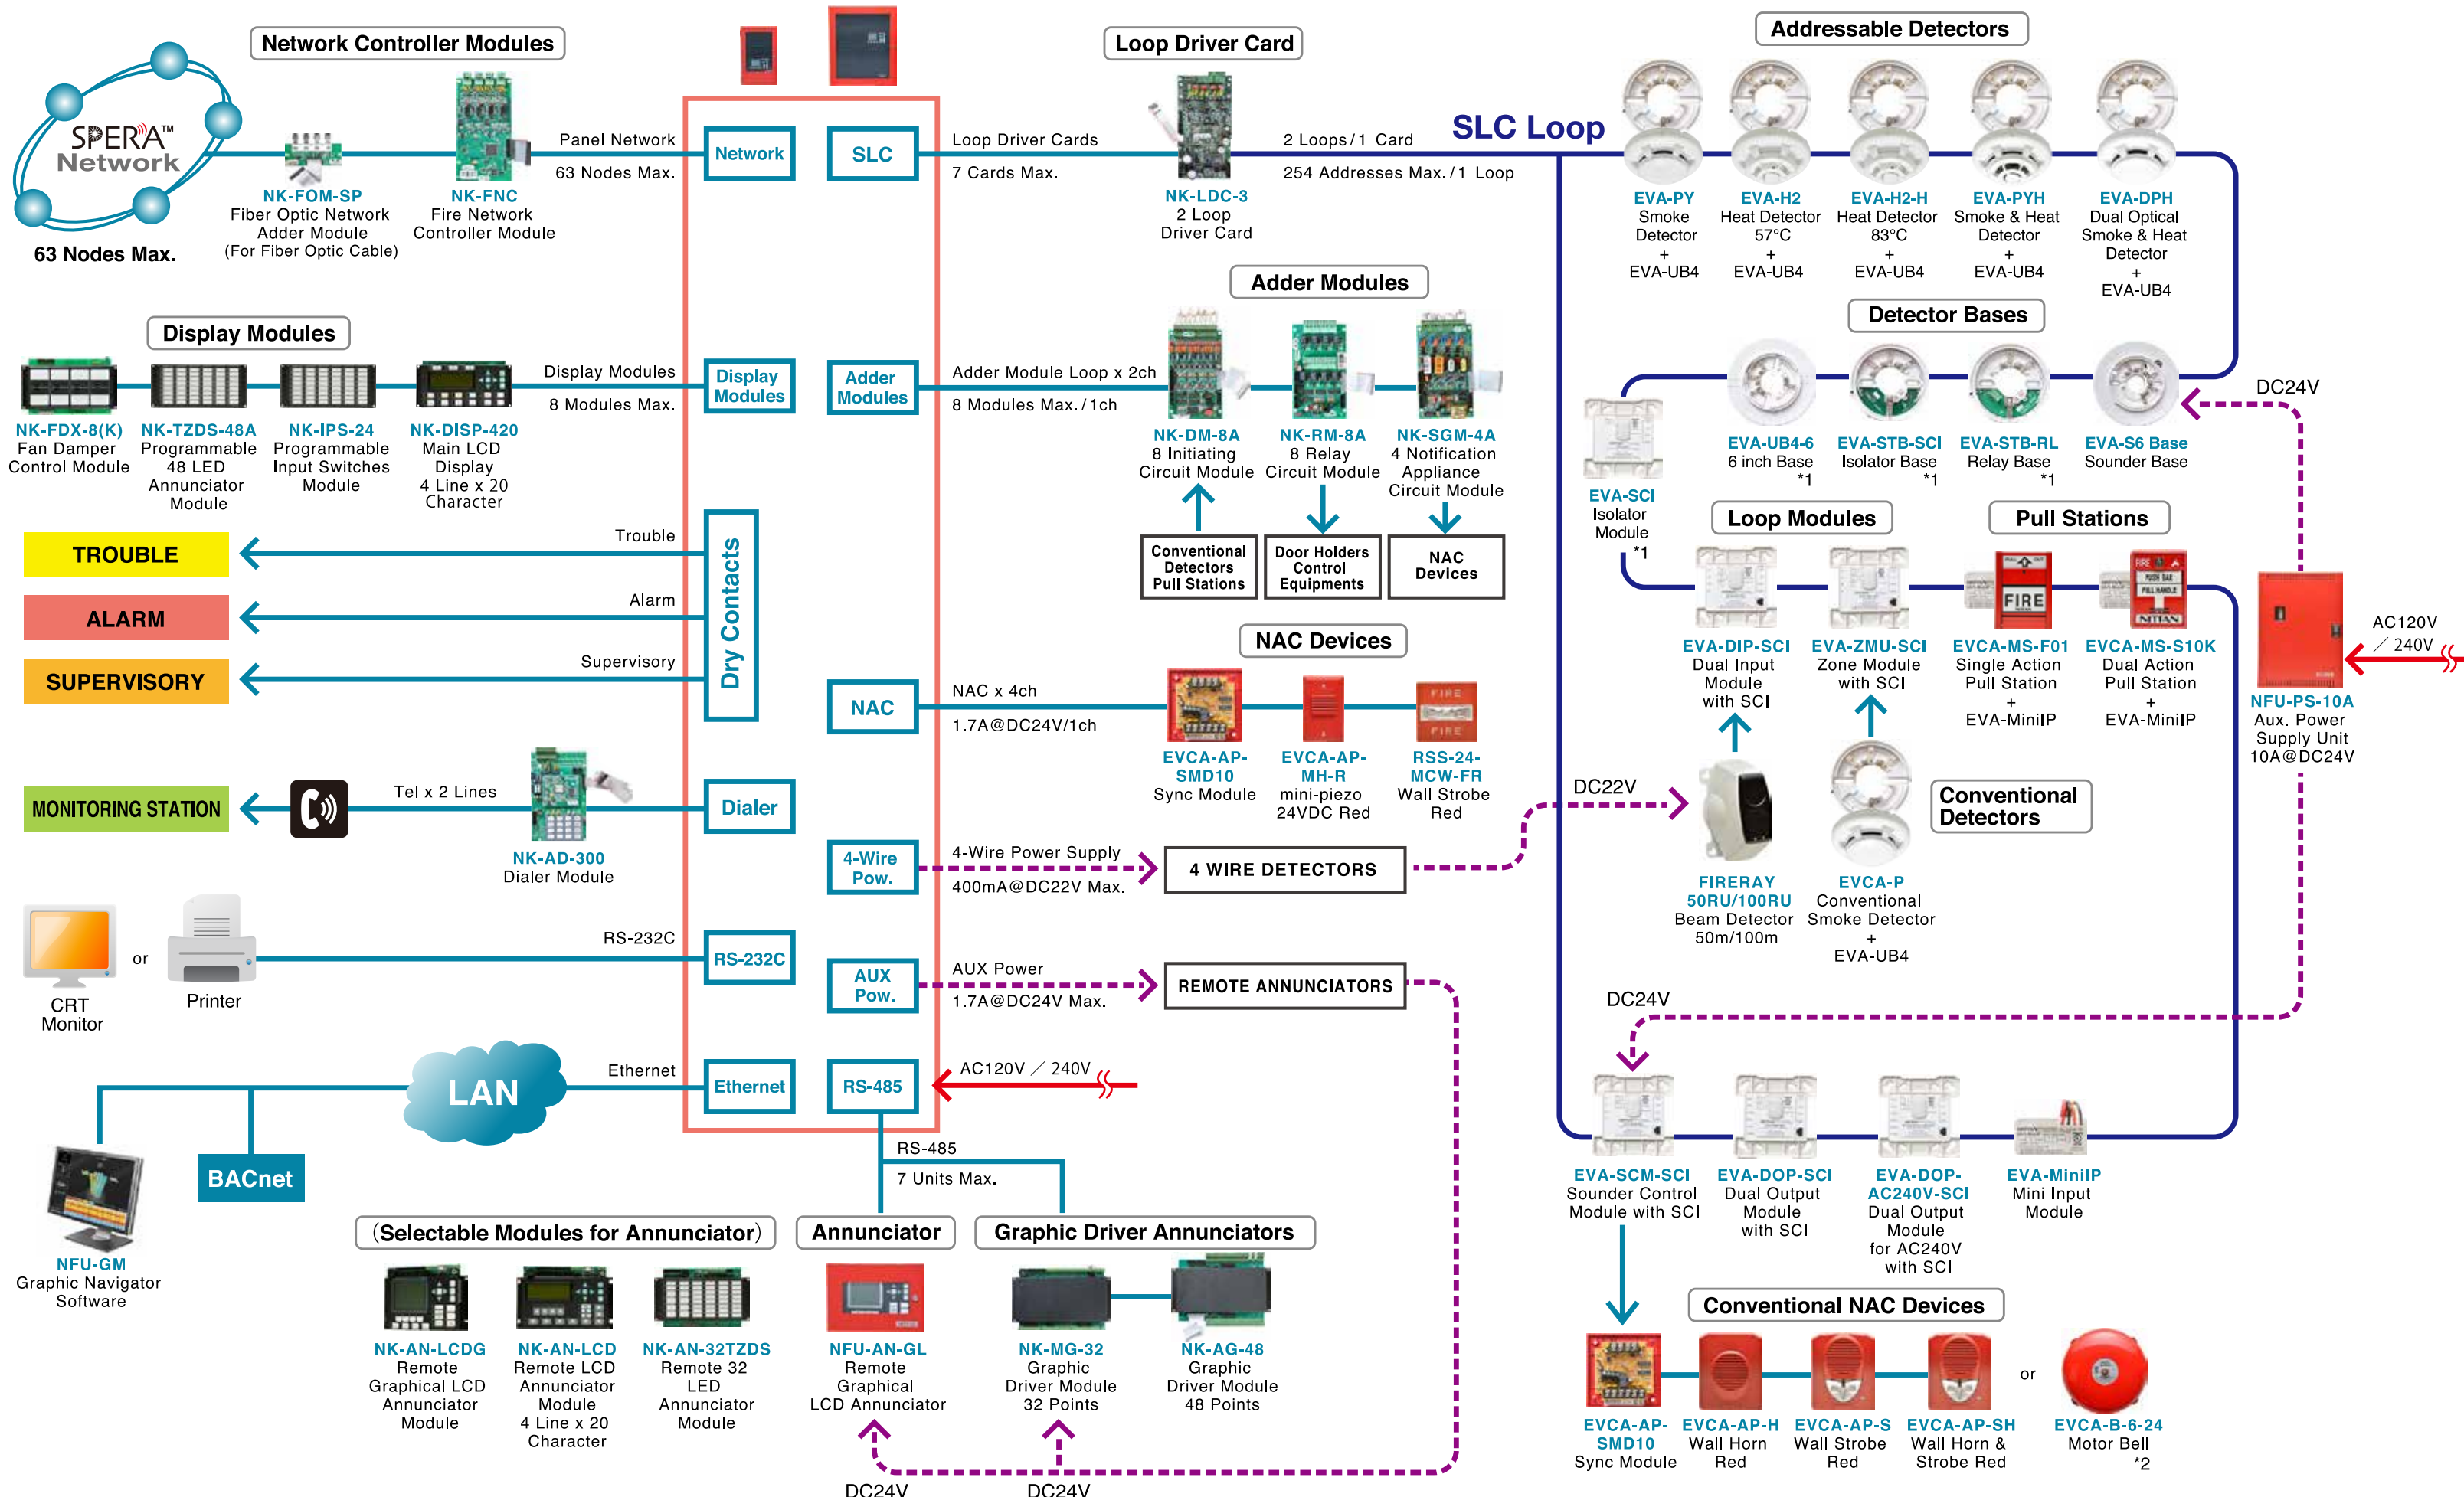 Network Controller Modules
SPERA™
Network
63 Nodes Max.
NK-FOM-SP
Fiber Optic Network
Adder Module
(For Fiber Optic Cable)
NK-FNC
Fire Network
Controller Module
Panel Network
63 Nodes Max.
Network
SLC
Loop Driver Cards
7 Cards Max.
Loop Driver Card
NK-LDC-3
2 Loop
Driver Card
2 Loops/1 Card
254 Addresses Max./1 Loop
SLC Loop
Addressable Detectors
EVA-PY
Smoke
Detector
+
EVA-UB4
EVA-H2
Heat Detector
57°C
+
EVA-UB4
EVA-H2-H
Heat Detector
83°C
+
EVA-UB4
EVA-PYH
Smoke & Heat
Detector
+
EVA-UB4
EVA-DPH
Dual Optical
Smoke & Heat
Detector
+
EVA-UB4
Display Modules
NK-FDX-8(K)
Fan Damper
Control Module
NK-TZDS-48A
Programmable
48 LED
Annunciator
Module
NK-IPS-24
Programmable
Input Switches
Module
NK-DISP-420
Main LCD
Display
4 Line x 20
Character
Display Modules
8 Modules Max.
Display
Modules
Adder
Modules
Adder Module Loop x 2ch
8 Modules Max./1ch
Adder Modules
NK-DM-8A
8 Initiating
Circuit Module
NK-RM-8A
8 Relay
Circuit Module
NK-SGM-4A
4 Notification
Appliance
Circuit Module
Conventional
Detectors
Pull Stations
Door Holders
Control
Equipments
NAC
Devices
Detector Bases
EVA-UB4-6
6 inch Base
*1
EVA-STB-SCI
Isolator Base
*1
EVA-STB-RL
Relay Base
*1
EVA-S6 Base
Sounder Base
DC24V
EVA-SCI
Isolator
Module
*1
Loop Modules
Pull Stations
PULL
OUT
FIRE
FIRE
PUSH BAR
PULL HANDLE
NITTAN
EVA-DIP-SCI
Dual Input
Module
with SCI
EVA-ZMU-SCI
Zone Module
with SCI
EVCA-MS-F01
Single Action
Pull Station
+
EVA-MiniIP
EVCA-MS-S10K
Dual Action
Pull Station
+
EVA-MiniIP
AC120V
／ 240V
NFU-PS-10A
Aux. Power
Supply Unit
10A@DC24V
TROUBLE
ALARM
SUPERVISORY
Trouble
Alarm
Supervisory
Dry Contacts
NAC
NAC x 4ch
1.7A@DC24V/1ch
NAC Devices
FIRE
FIRE
EVCA-AP-
SMD10
Sync Module
EVCA-AP-
MH-R
mini-piezo
24VDC Red
RSS-24-
MCW-FR
Wall Strobe
Red
MONITORING STATION
Tel x 2 Lines
NK-AD-300
Dialer Module
Dialer
4-Wire
Pow.
4-Wire Power Supply
400mA@DC22V Max.
4 WIRE DETECTORS
DC22V
FIRERAY
50RU/100RU
Beam Detector
50m/100m
EVCA-P
Conventional
Smoke Detector
+
EVA-UB4
Conventional
Detectors
CRT
Monitor
or
Printer
RS-232C
RS-232C
AUX
Pow.
AUX Power
1.7A@DC24V Max.
REMOTE ANNUNCIATORS
DC24V
LAN
Ethernet
Ethernet
RS-485
AC120V ／ 240V
RS-485
7 Units Max.
BACnet
NFU-GM
Graphic Navigator
Software
(Selectable Modules for Annunciator)
NK-AN-LCDG
Remote
Graphical LCD
Annunciator
Module
NK-AN-LCD
Remote LCD
Annunciator
Module
4 Line x 20
Character
NK-AN-32TZDS
Remote 32
LED
Annunciator
Module
Annunciator
NFU-AN-GL
Remote
Graphical
LCD Annunciator
Graphic Driver Annunciators
NK-MG-32
Graphic
Driver Module
32 Points
NK-AG-48
Graphic
Driver Module
48 Points
DC24V
DC24V
EVA-SCM-SCI
Sounder Control
Module with SCI
EVA-DOP-SCI
Dual Output
Module
with SCI
EVA-DOP-
AC240V-SCI
Dual Output
Module
for AC240V
with SCI
EVA-MiniIP
Mini Input
Module
Conventional NAC Devices
EVCA-AP-
SMD10
Sync Module
EVCA-AP-H
Wall Horn
Red
EVCA-AP-S
Wall Strobe
Red
EVCA-AP-SH
Wall Horn &
Strobe Red
or
EVCA-B-6-24
Motor Bell
*2